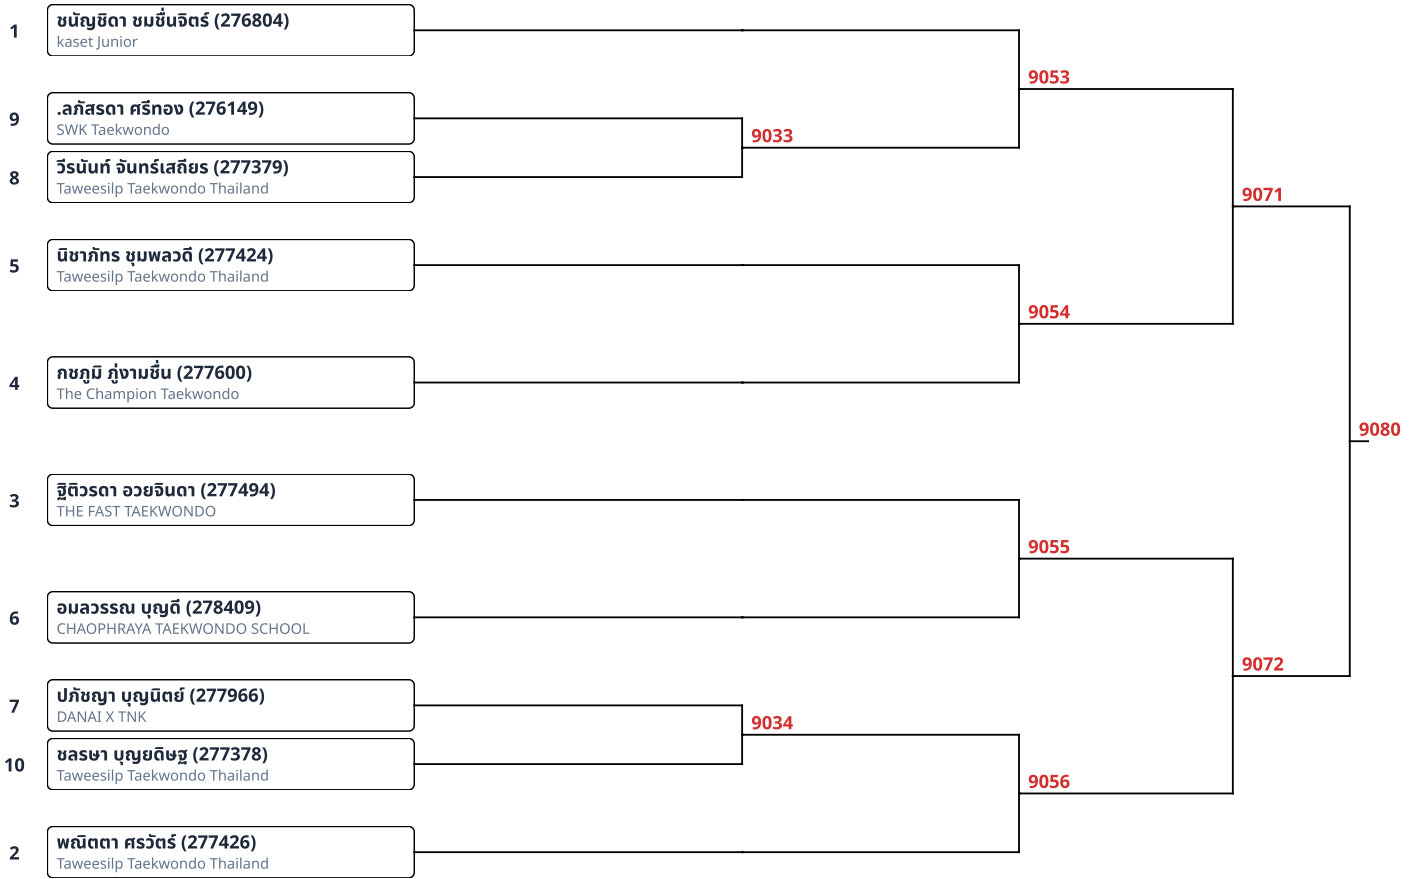 1
ชนัญชิดา ชมชื่นจิตร์ (276804)
kaset Junior
9053
9
.ลภัสรดา ศรีทอง (276149)
SWK Taekwondo
9033
8
วีรนันท์ จันทร์เสถียร (277379)
Taweesilp Taekwondo Thailand
9071
5
นิชาภัทร ชุมพลวดี (277424)
Taweesilp Taekwondo Thailand
9054
4
กชภูมิ ภู่งามชื่น (277600)
The Champion Taekwondo
9080
3
ฐิติวรดา อวยจินดา (277494)
THE FAST TAEKWONDO
9055
6
อมลวรรณ บุญดี (278409)
CHAOPHRAYA TAEKWONDO SCHOOL
9072
7
ปภัชญา บุญนิตย์ (277966)
DANAI X TNK
9034
10
ชลรษา บุญยดิษฐ (277378)
Taweesilp Taekwondo Thailand
9056
2
พณิตตา ศรวัตร์ (277426)
Taweesilp Taekwondo Thailand